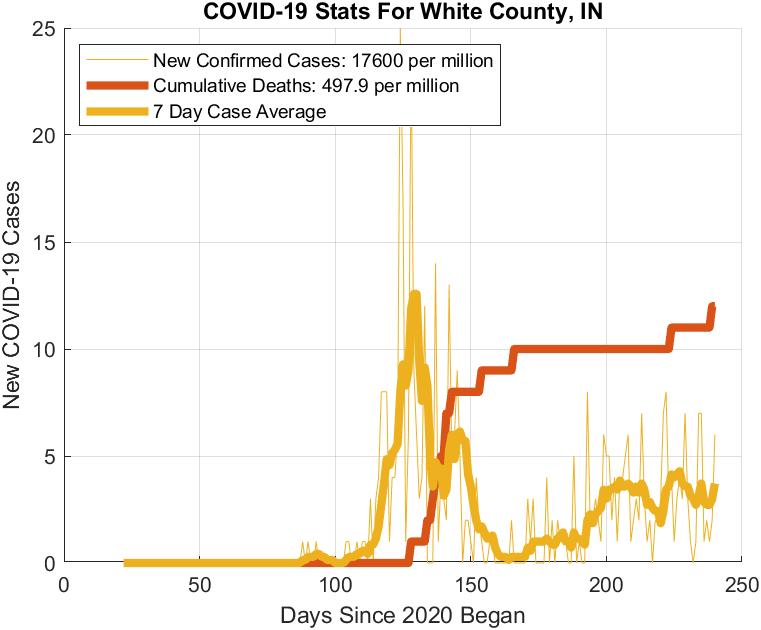 COVID-19 Stats For White County, IN
New Confirmed Cases: 17600 per million
Cumulative Deaths: 497.9 per million
7 Day Case Average
New COVID-19 Cases
25
20
15
10
5
0
0 50 100 150 200 250
Days Since 2020 Began